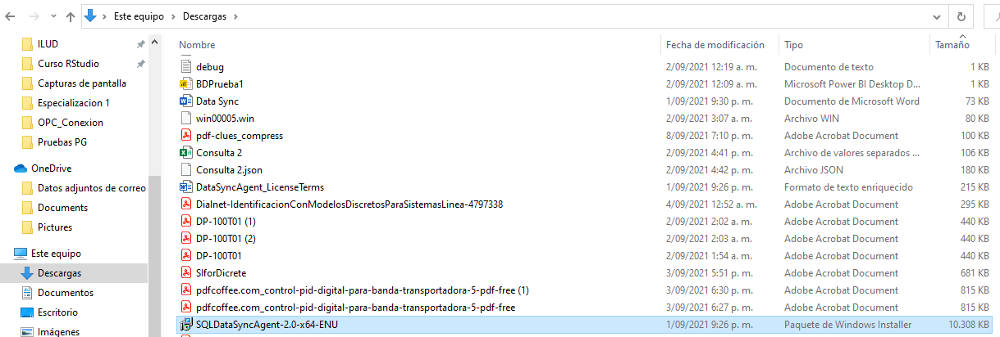 Este equipo > Descargas >
ILUD
Curso RStudio
Capturas de pantalla
Especializacion 1
OPC_Conexion
Pruebas PG
OneDrive
Datos adjuntos de correo
Documents
Pictures
Este equipo
Descargas
Documentos
Escritorio
Imágenes
Nombre Fecha de modificación Tipo Tamaño
debug 2/09/2021 12:19 a. m. Documento de texto 1 KB
BDPrueba1 2/09/2021 12:09 a. m. Microsoft Power BI Desktop D... 1 KB
Data Sync 1/09/2021 9:30 p. m. Documento de Microsoft Word 73 KB
win00005.win 2/09/2021 3:07 a. m. Archivo WIN 80 KB
pdf-clues_compress 8/09/2021 7:10 p. m. Adobe Acrobat Document 100 KB
Consulta 2 2/09/2021 4:41 p. m. Archivo de valores separados ... 106 KB
Consulta 2.json 2/09/2021 4:42 p. m. Archivo JSON 180 KB
DataSyncAgent_LicenseTerms 1/09/2021 9:26 p. m. Formato de texto enriquecido 215 KB
Dialnet-IdentificacionConModelosDiscretosParaSistemasLinea-4797338 4/09/2021 12:52 a. m. Adobe Acrobat Document 295 KB
DP-100T01 (1) 2/09/2021 2:02 a. m. Adobe Acrobat Document 440 KB
DP-100T01 (2) 2/09/2021 2:03 a. m. Adobe Acrobat Document 440 KB
DP-100T01 2/09/2021 1:54 a. m. Adobe Acrobat Document 440 KB
SIforDicrete 3/09/2021 5:51 p. m. Adobe Acrobat Document 681 KB
pdfcoffee.com_control-pid-digital-para-banda-transportadora-5-pdf-free (1) 3/09/2021 6:30 p. m. Adobe Acrobat Document 815 KB
pdfcoffee.com_control-pid-digital-para-banda-transportadora-5-pdf-free 3/09/2021 6:27 p. m. Adobe Acrobat Document 815 KB
SQLDataSyncAgent-2.0-x64-ENU 1/09/2021 9:26 p. m. Paquete de Windows Installer 10.308 KB